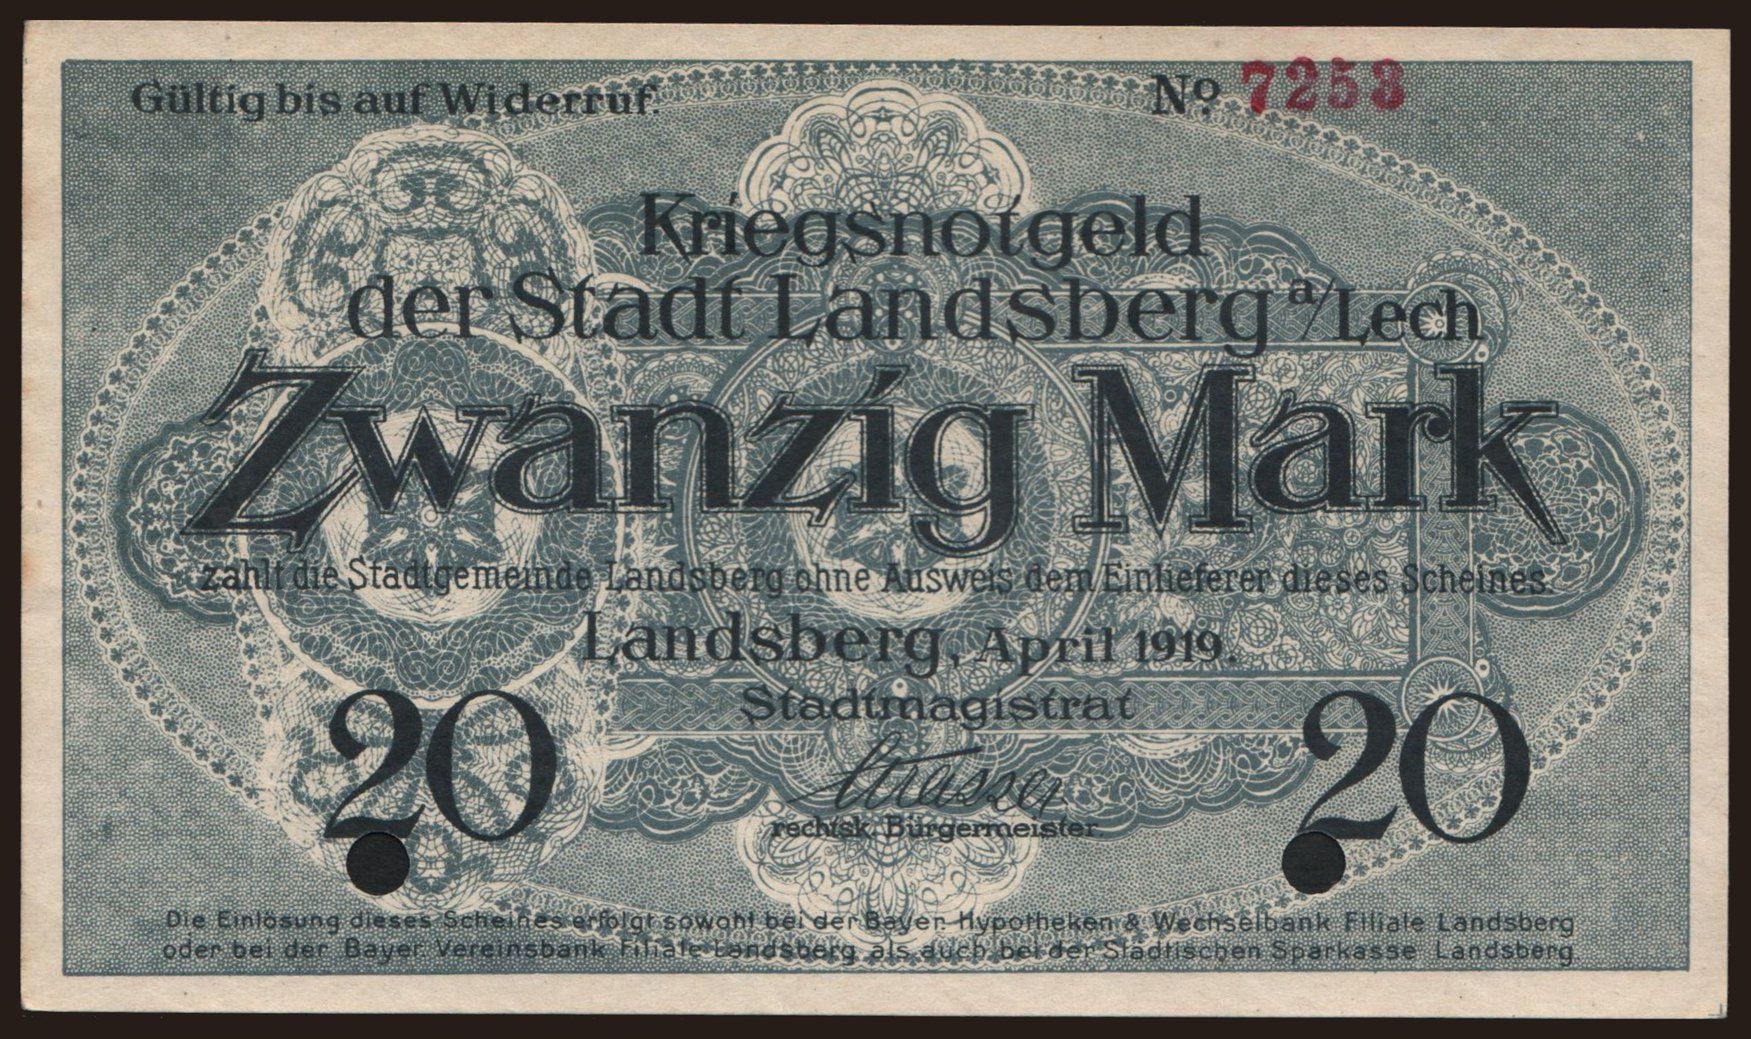 Gültig bis auf Widerruf.
No. 7253
Kriegsnotgeld
der Stadt Landsberg a/Lech
Zwanzig Mark
zahlt die Stadtgemeinde Landsberg ohne Ausweis dem Einlieferer dieses Scheines.
Landsberg, April 1919.
Stadtmagistrat
Strasser
rechtsk. Bürgermeister.
20 20
Die Einlösung dieses Scheines erfolgt sowohl bei der Bayer. Hypotheken & Wechselbank Filiale Landsberg
oder bei der Bayer. Vereinsbank Filiale Landsberg, als auch bei der Städtischen Sparkasse Landsberg